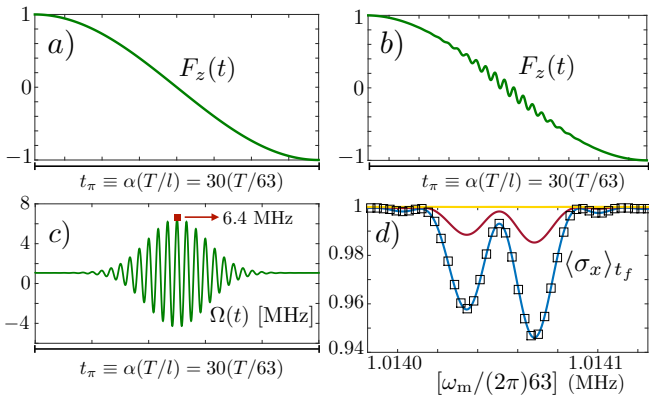 1
0
−1
a)
F_z(t)
t_π ≡ α(T/l) = 30(T/63)
1
0
−1
b)
F_z(t)
t_π ≡ α(T/l) = 30(T/63)
8
4
0
−4
c)
6.4 MHz
Ω(t) [MHz]
t_π ≡ α(T/l) = 30(T/63)
1
0.98
0.96
0.94
d)
⟨σ_x⟩_{t_f}
1.0140
1.0141
[ω_m/(2π)63] (MHz)